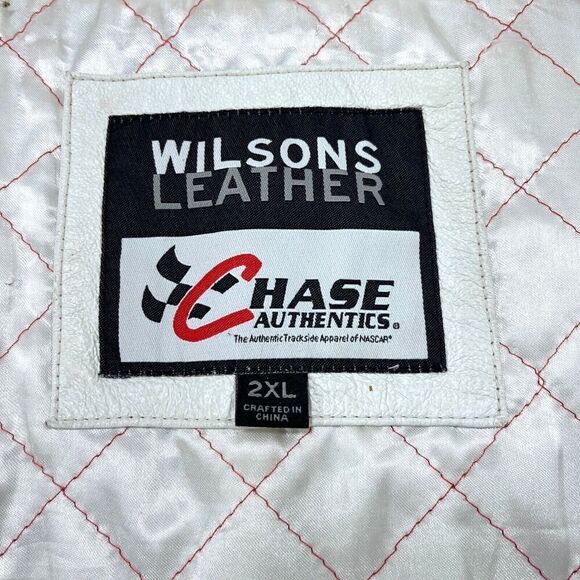 WILSONS
LEATHER
CHASE
AUTHENTICS®
The Authentic Trackside Apparel of NASCAR®
2XL
CRAFTED IN
CHINA